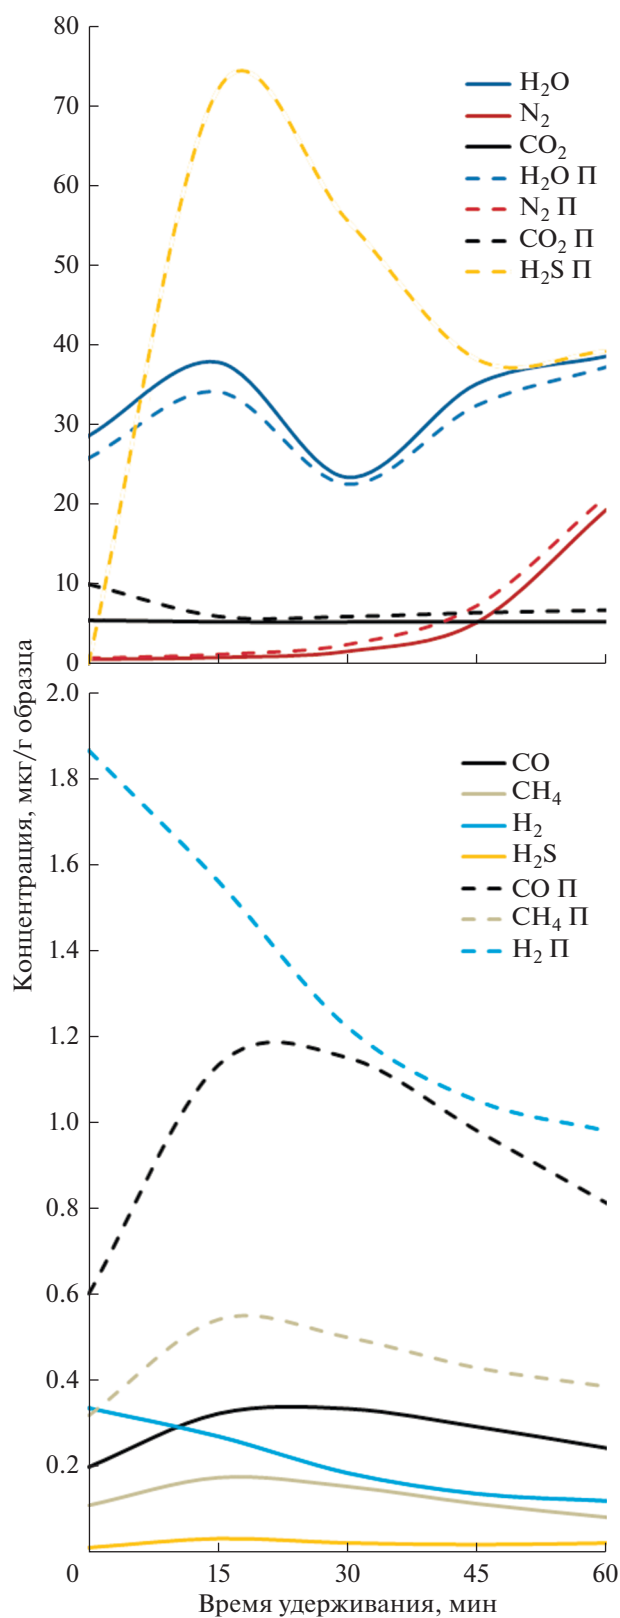 80
70
60
50
40
30
20
10
0
H₂O
N₂
CO₂
H₂O П
N₂ П
CO₂ П
H₂S П
Концентрация, мкг/г образца
2.0
1.8
1.6
1.4
1.2
1.0
0.8
0.6
0.4
0.2
CO
CH₄
H₂
H₂S
CO П
CH₄ П
H₂ П
0 15 30 45 60
Время удерживания, мин